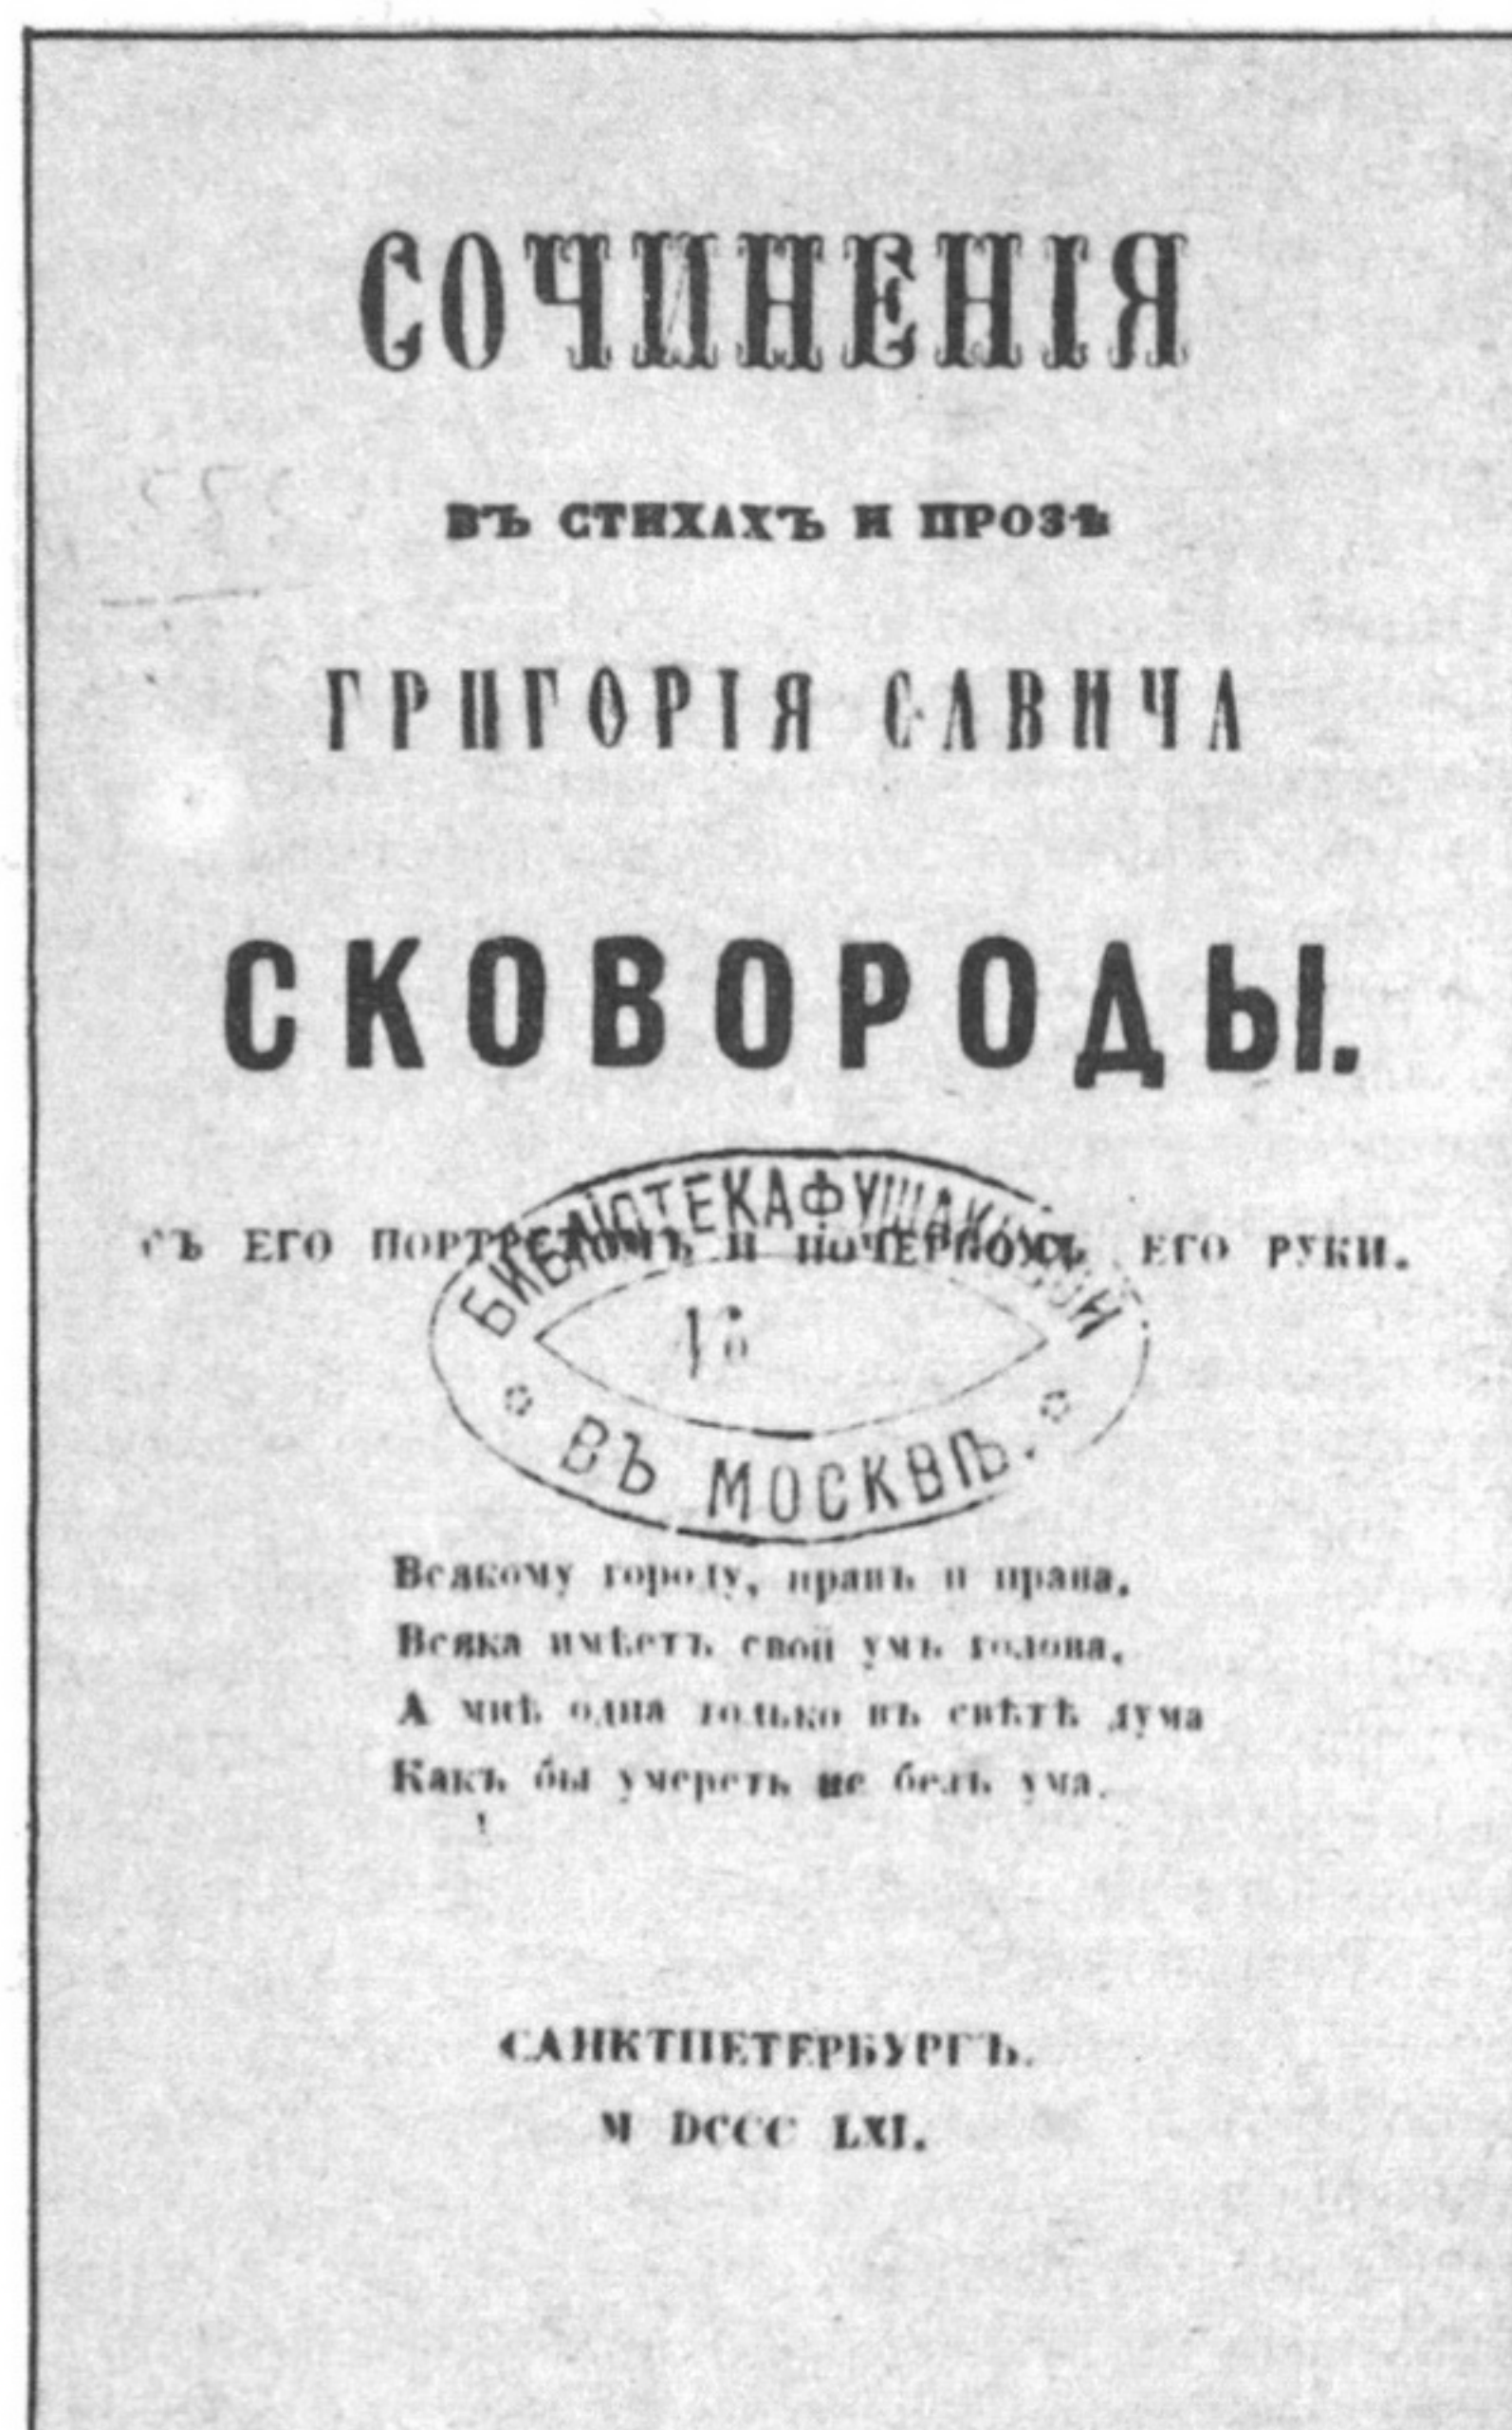 СОЧИНЕНІЯ
ВЪ СТИХАХЪ И ПРОЗѢ
ГРИГОРІЯ САВИЧА
СКОВОРОДЫ.
СЪ ЕГО ПОРТРЕТОМЪ И ПОЧЕРКОМЪ ЕГО РУКИ.
БИБЛІОТЕКА
ВЪ МОСКВѢ.
Всякому городу, нравъ и права,
Всяка имѣетъ свой умъ голова,
А мнѣ одна только въ свѣтѣ дума
Какъ бы умереть не безъ ума.
САНКТПЕТЕРБУРГЪ.
M DCCC LXI.